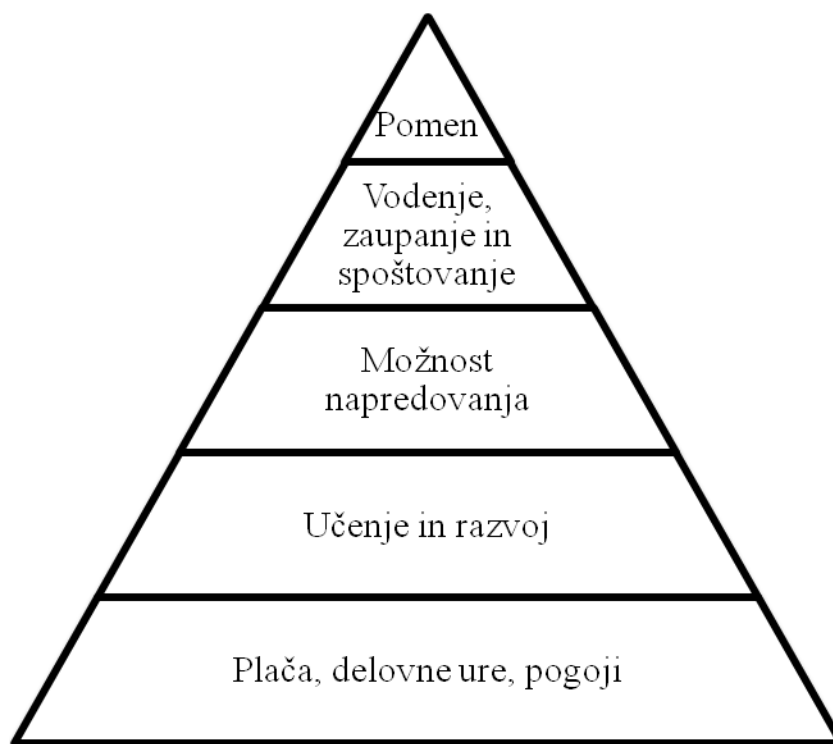 Pomen
Vodenje,
zaupanje in
spoštovanje
Možnost
napredovanja
Učenje in razvoj
Plača, delovne ure, pogoji